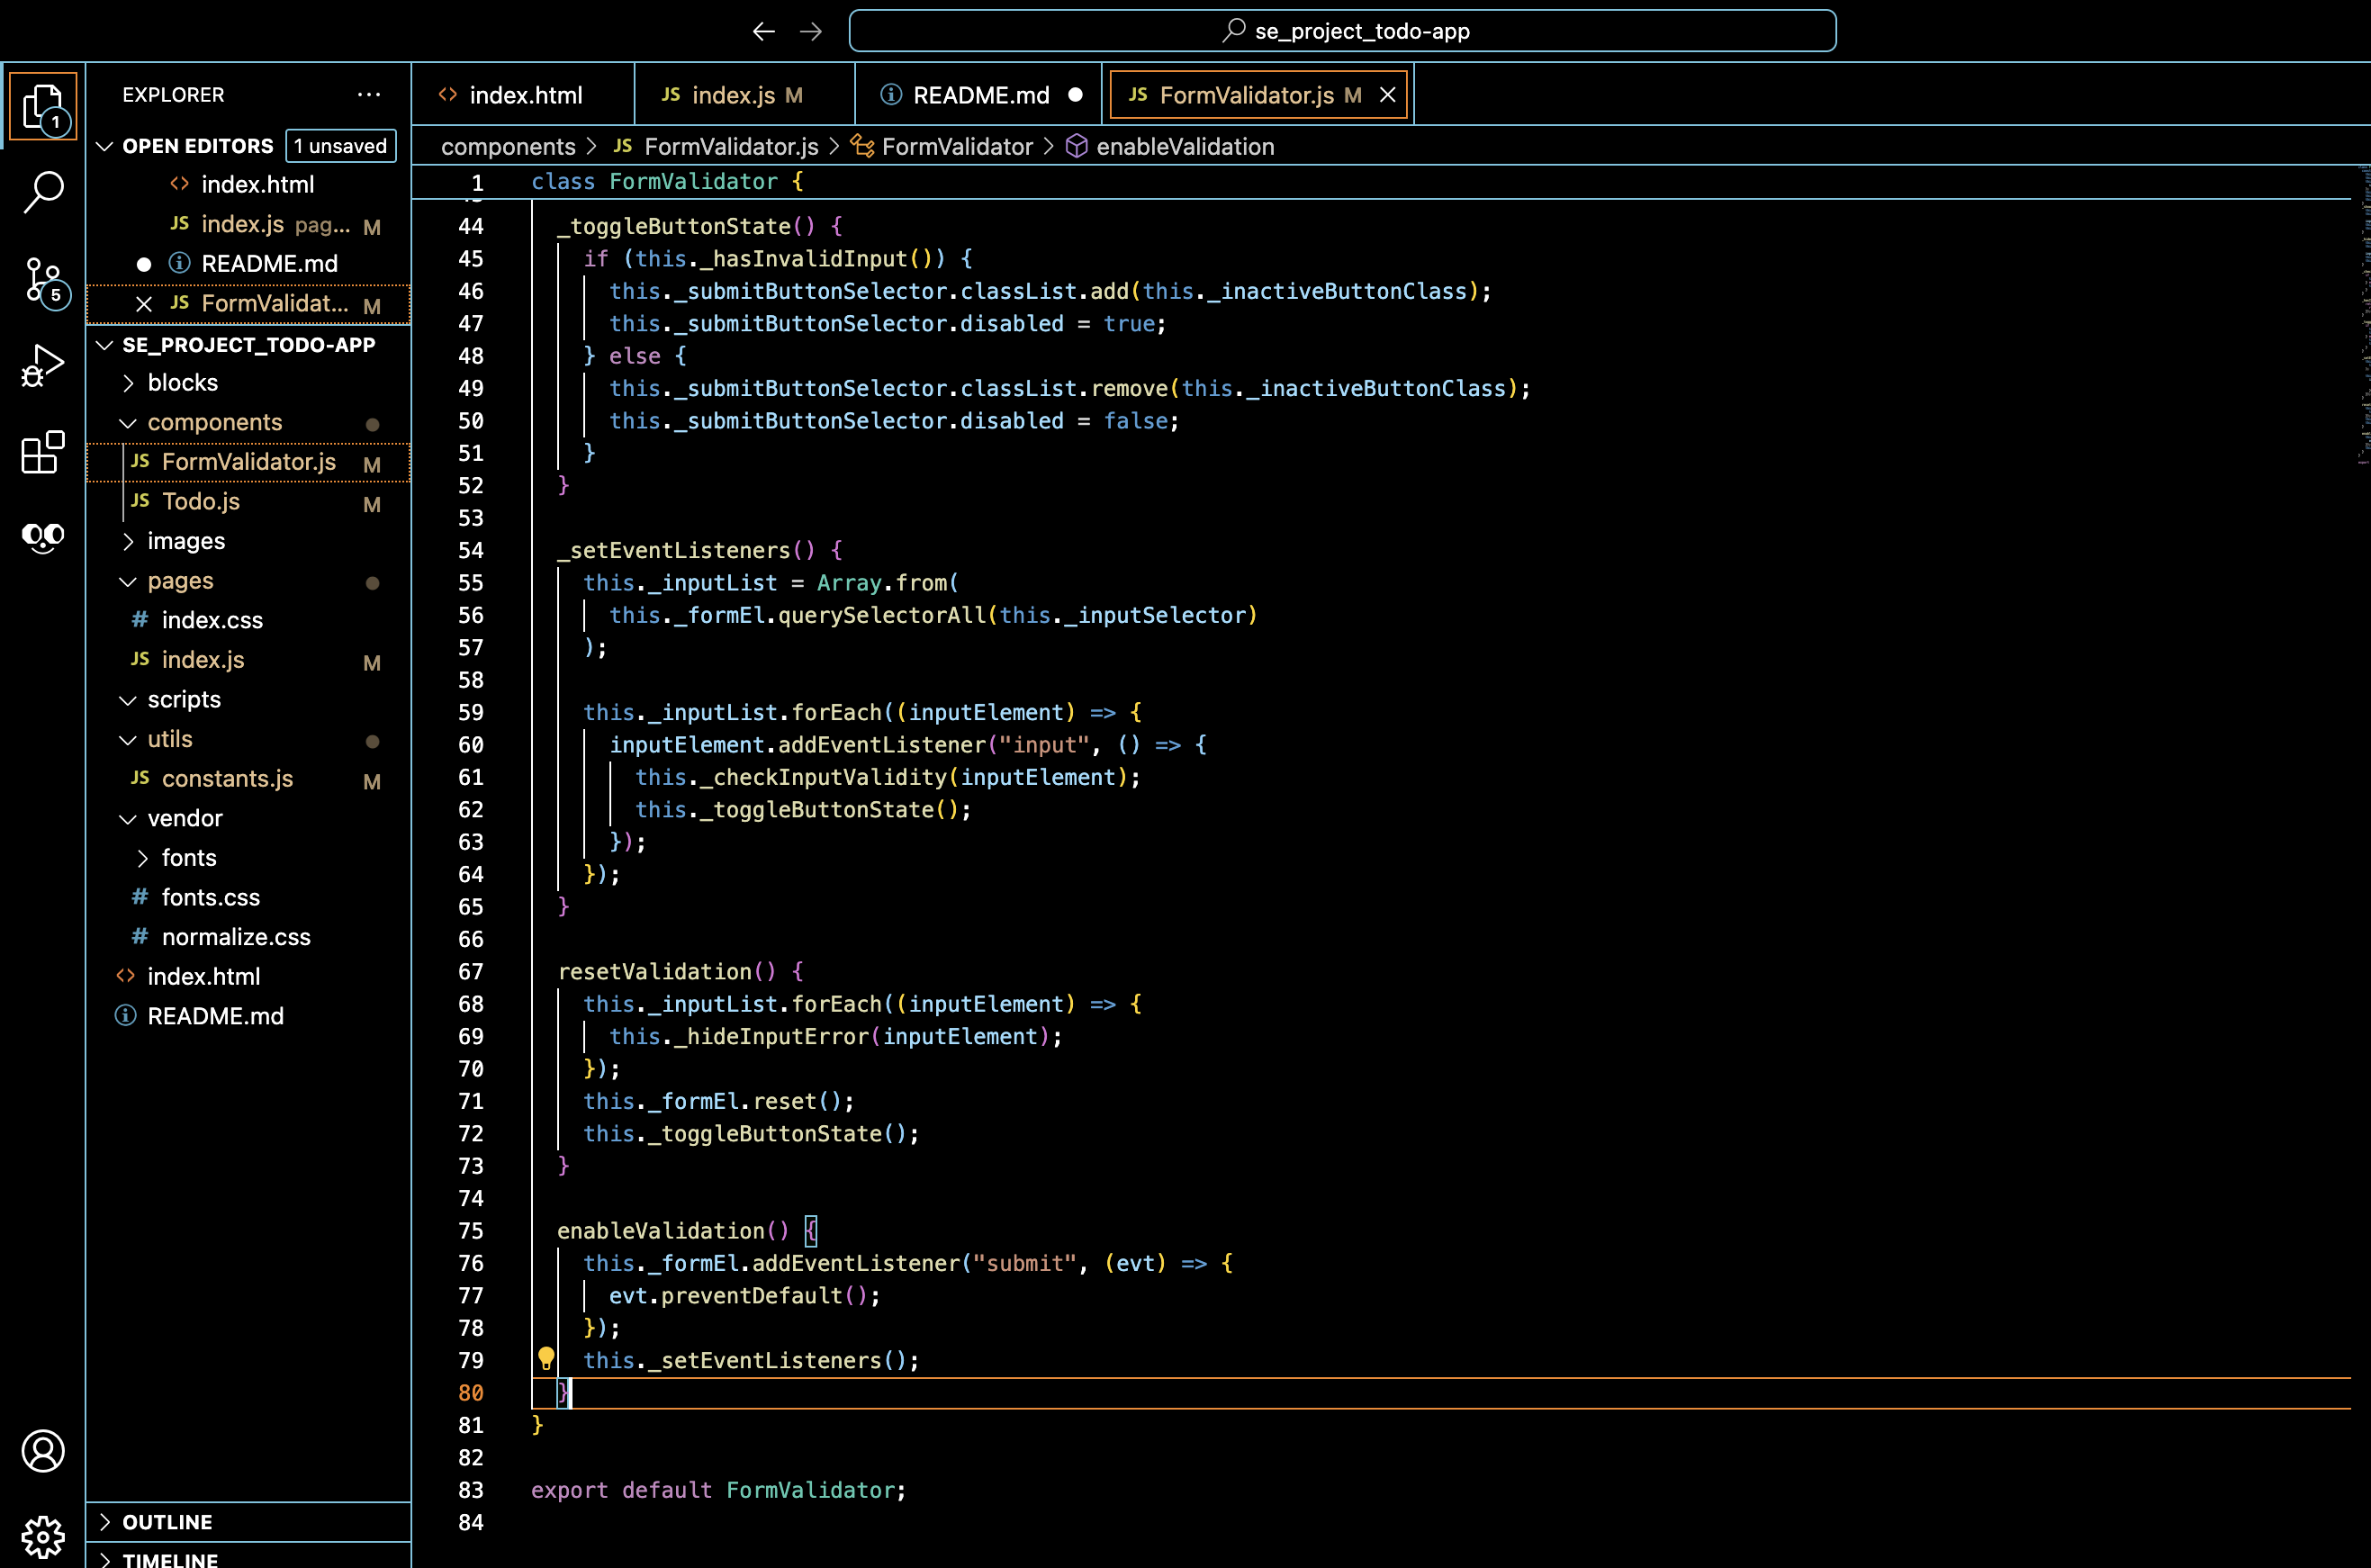 se_project_todo-app
EXPLORER
1
OPEN EDITORS 1 unsaved
index.html
JS index.js pag... M
README.md
JS FormValidat... M
5
SE_PROJECT_TODO-APP
blocks
components
JS FormValidator.js M
JS Todo.js M
images
pages
# index.css
JS index.js M
scripts
utils
JS constants.js M
vendor
fonts
# fonts.css
# normalize.css
index.html
README.md
OUTLINE
TIMELINE
index.html
JS index.js M
README.md
JS FormValidator.js M
components > JS FormValidator.js > FormValidator > enableValidation
1 class FormValidator {
44 _toggleButtonState() {
45 if (this._hasInvalidInput()) {
46 this._submitButtonSelector.classList.add(this._inactiveButtonClass);
47 this._submitButtonSelector.disabled = true;
48 } else {
49 this._submitButtonSelector.classList.remove(this._inactiveButtonClass);
50 this._submitButtonSelector.disabled = false;
51 }
52 }
53
54 _setEventListeners() {
55 this._inputList = Array.from(
56 this._formEl.querySelectorAll(this._inputSelector)
57 );
58
59 this._inputList.forEach((inputElement) => {
60 inputElement.addEventListener("input", () => {
61 this._checkInputValidity(inputElement);
62 this._toggleButtonState();
63 });
64 });
65 }
66
67 resetValidation() {
68 this._inputList.forEach((inputElement) => {
69 this._hideInputError(inputElement);
70 });
71 this._formEl.reset();
72 this._toggleButtonState();
73 }
74
75 enableValidation() {
76 this._formEl.addEventListener("submit", (evt) => {
77 evt.preventDefault();
78 });
79 this._setEventListeners();
80 }
81 }
82
83 export default FormValidator;
84